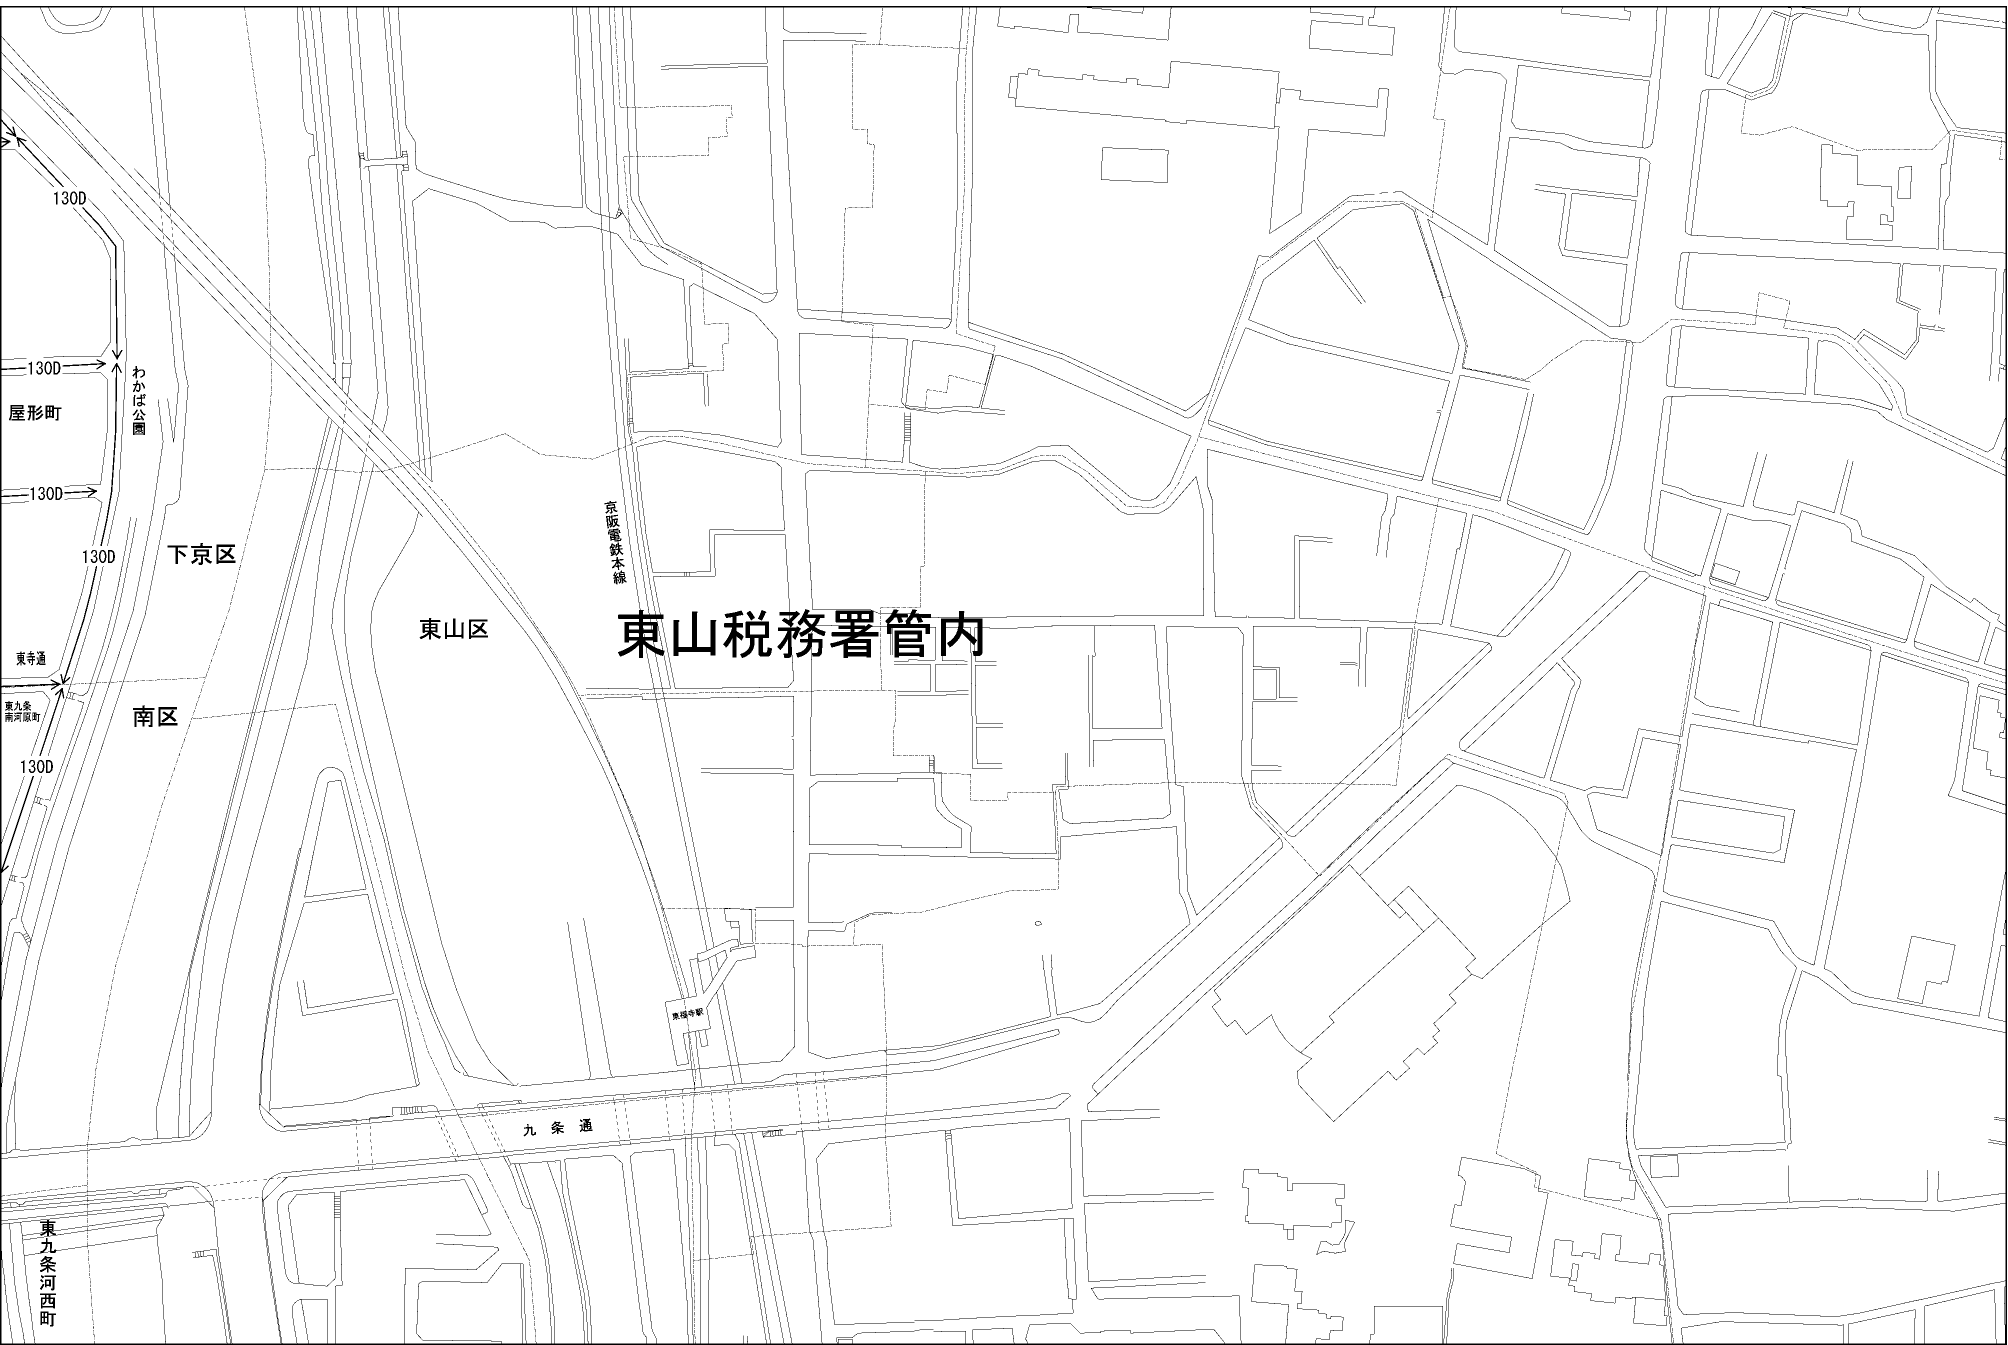 130D
130D
わかば公園
屋形町
130D
130D
下京区
京阪電鉄本線
東山区
東山税務署管内
東寺通
東九条
南河原町
南区
130D
東福寺駅
九条通
東九条河西町